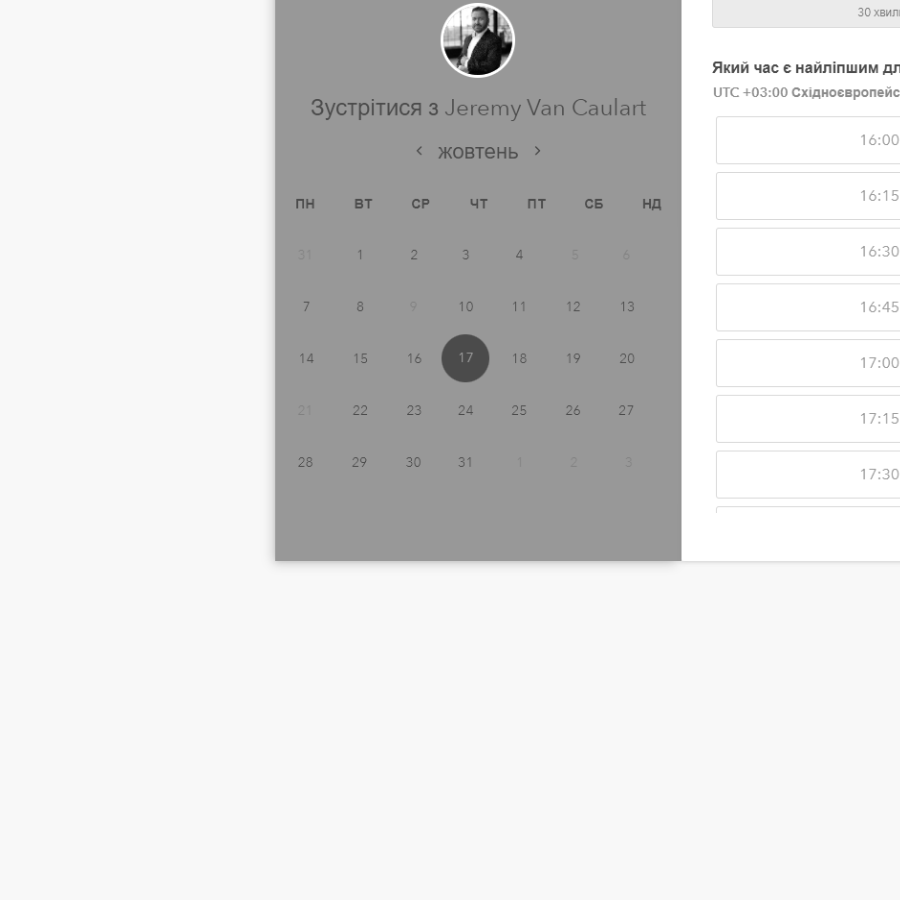 30 хвил
Зустрітися з Jeremy Van Caulart
жовтень
ПН ВТ СР ЧТ ПТ СБ НД
31 1 2 3 4 5 6
7 8 9 10 11 12 13
14 15 16 17 18 19 20
21 22 23 24 25 26 27
28 29 30 31 1 2 3
Який час є найліпшим дл
UTC +03:00 Східноєвропейс
16:00
16:15
16:30
16:45
17:00
17:15
17:30